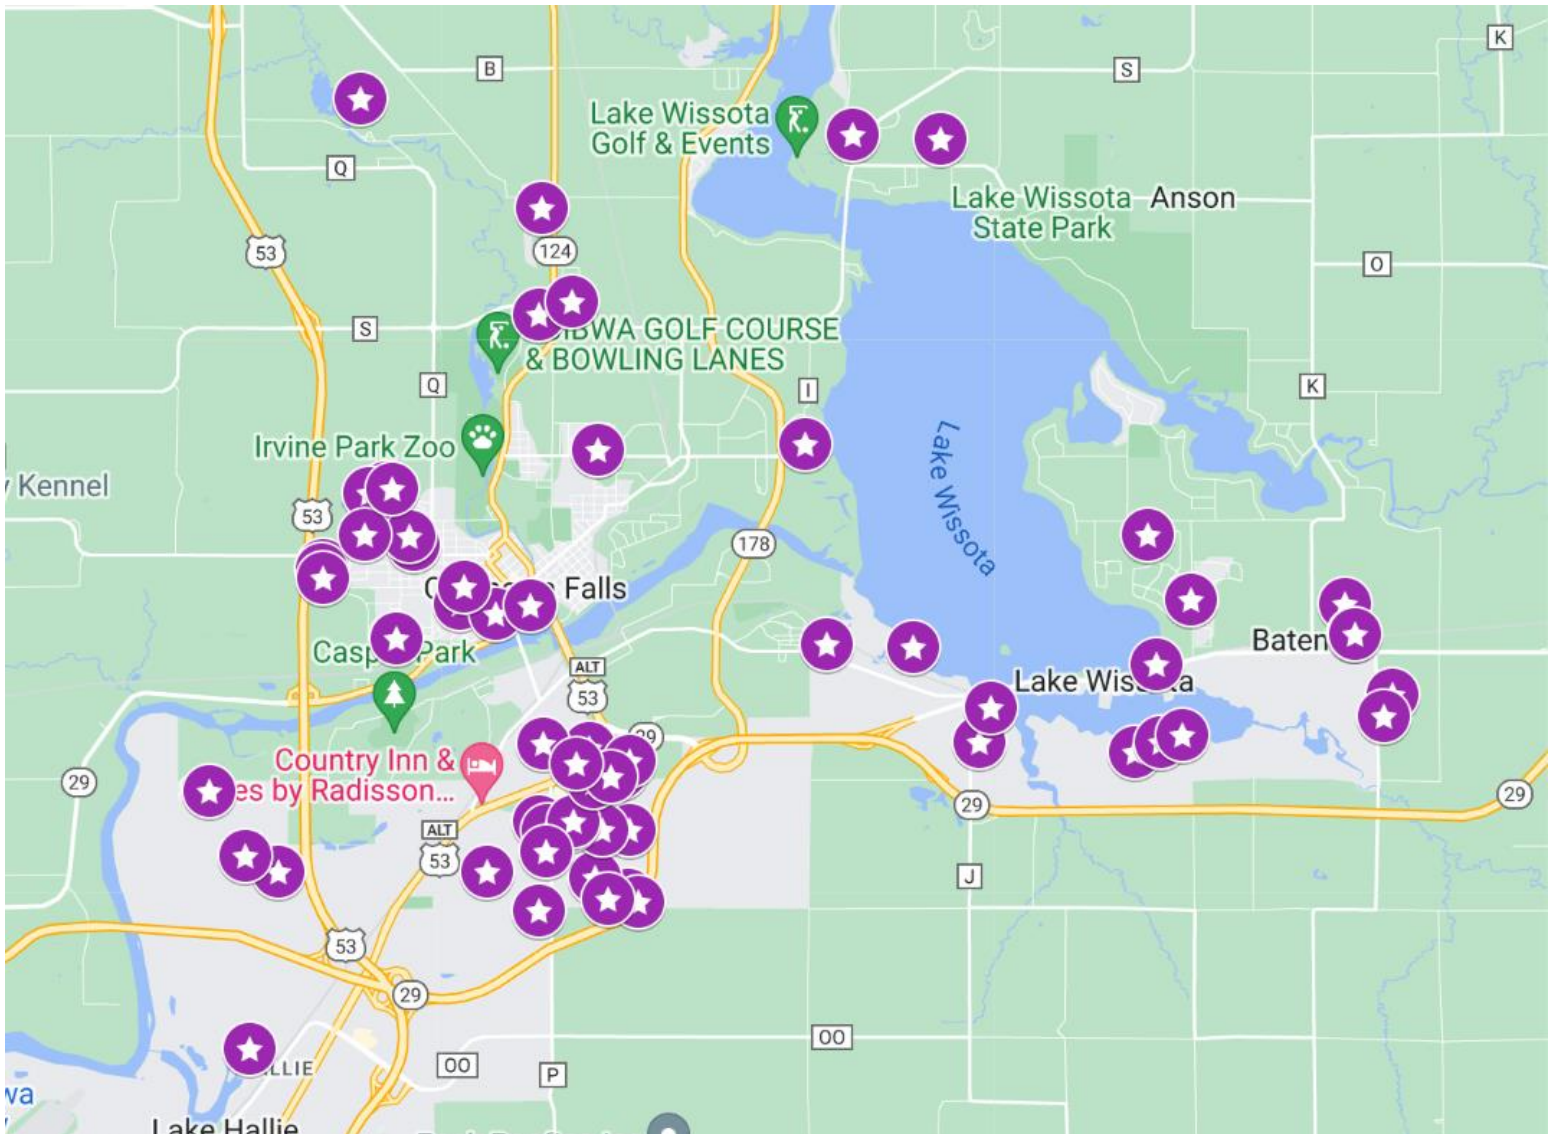 B
S
K
Lake Wissota
Golf & Events
Q
Lake Wissota
State Park
Anson
53
124
O
S
GOLF COURSE
& BOWLING LANES
Q
I
K
Irvine Park Zoo
Kennel
Lake Wissota
53
178
Falls
Park
ALT
53
Baten
Lake
29
Country Inn &
es by Radisson...
29
29
29
ALT
53
J
53
29
OO
OO
P
LLIE
wa
Lake Hallie